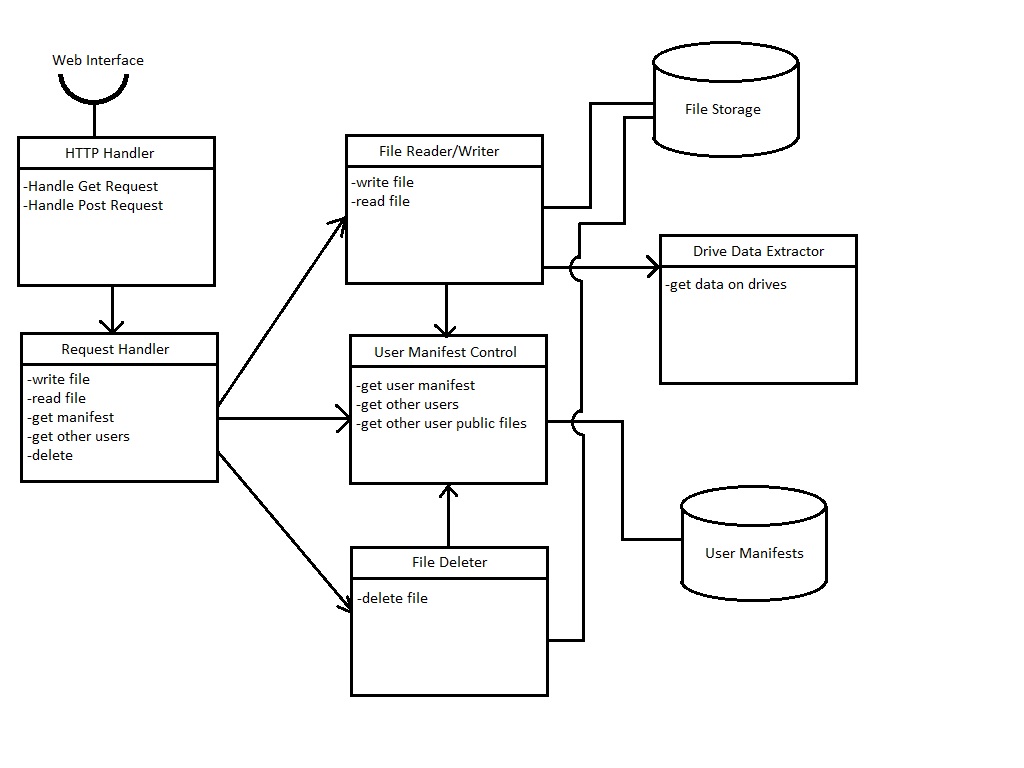 Web Interface
HTTP Handler
-Handle Get Request
-Handle Post Request
Request Handler
-write file
-read file
-get manifest
-get other users
-delete
File Reader/Writer
-write file
-read file
User Manifest Control
-get user manifest
-get other users
-get other user public files
File Deleter
-delete file
File Storage
Drive Data Extractor
-get data on drives
User Manifests